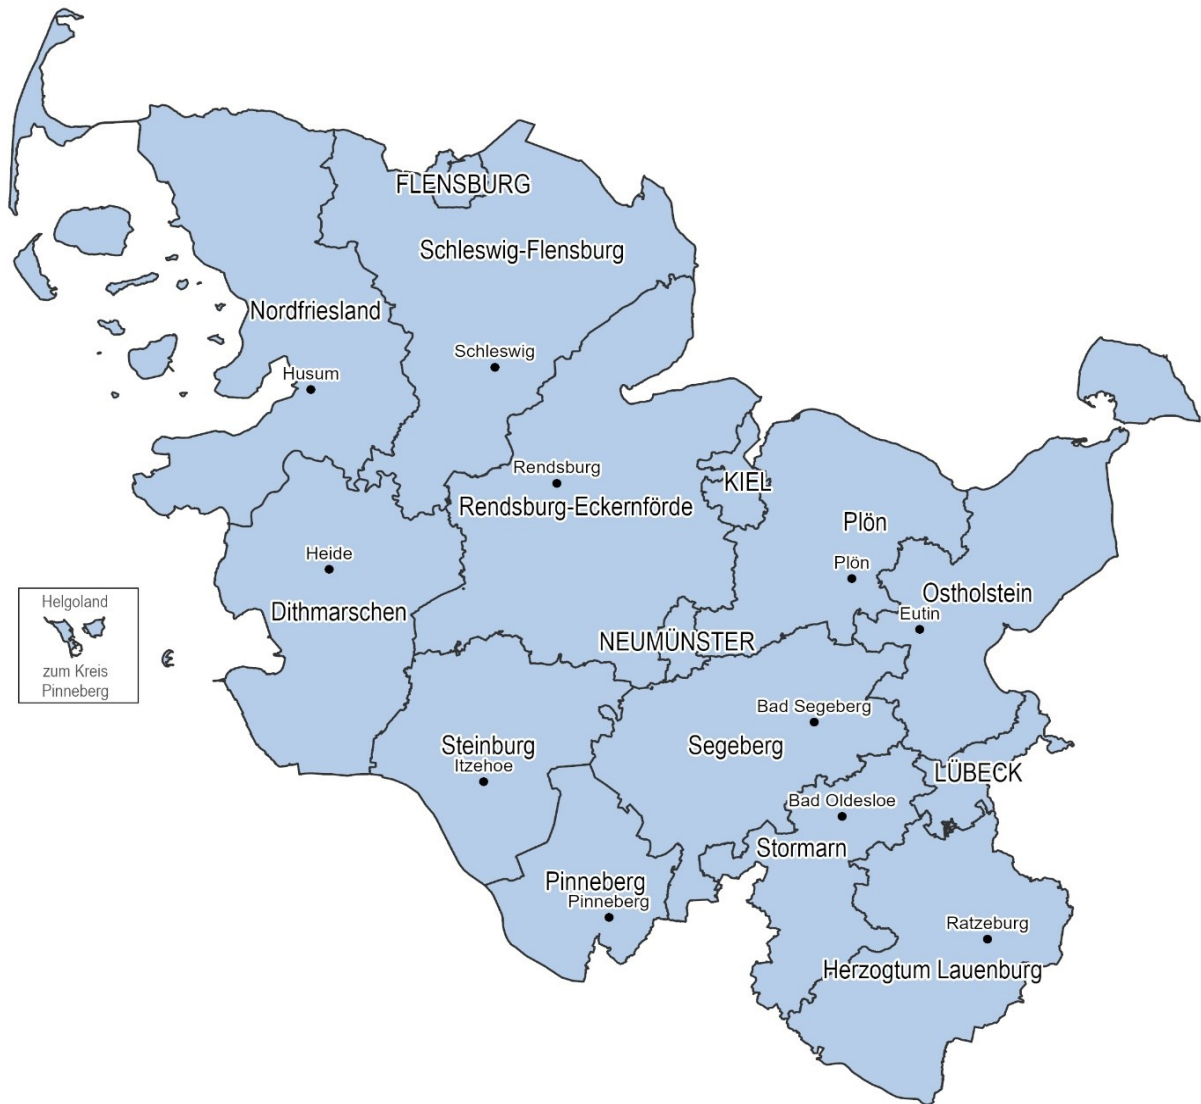 FLENSBURG
Schleswig-Flensburg
Nordfriesland
Schleswig
Husum
Rendsburg
KIEL
Rendsburg-Eckernförde
Plön
Heide
Plön
Ostholstein
Helgoland
Dithmarschen
Eutin
NEUMÜNSTER
zum Kreis
Pinneberg
Bad Segeberg
Steinburg
Segeberg
Itzehoe
LÜBECK
Bad Oldesloe
Stormarn
Pinneberg
Pinneberg
Ratzeburg
Herzogtum Lauenburg